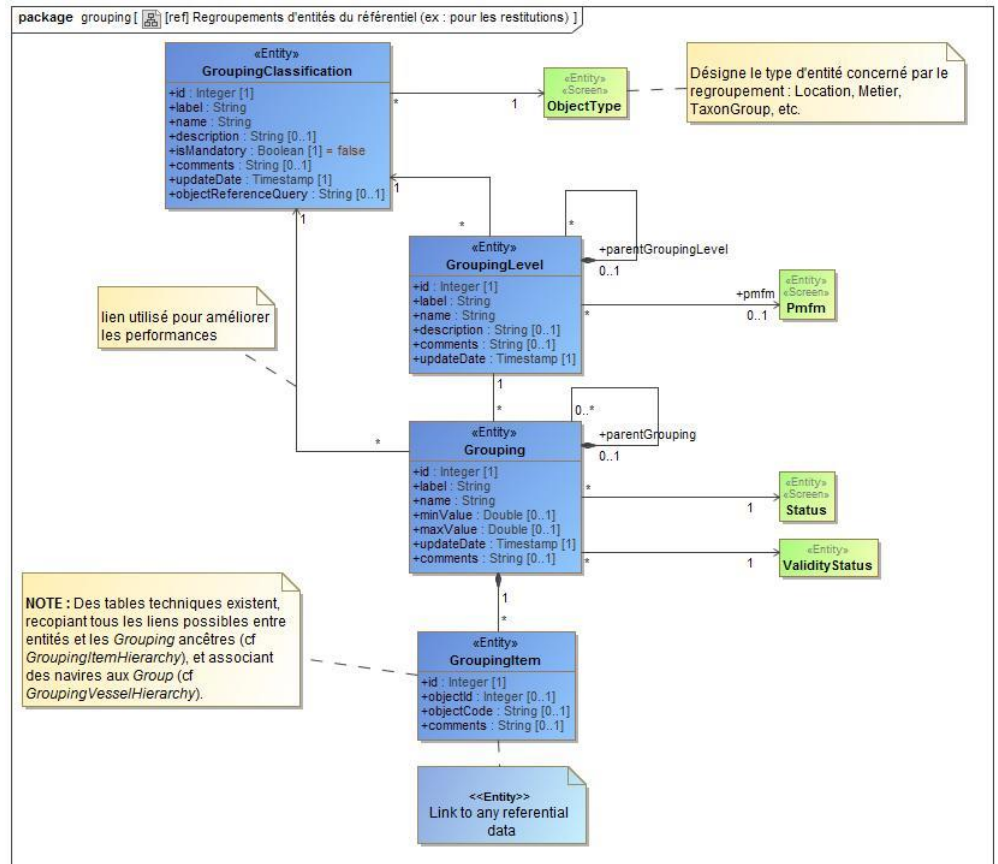 package grouping [ [ref] Regroupements d'entités du référentiel (ex : pour les restitutions) ]
«Entity»
GroupingClassification
+id : Integer [1]
+label : String
+name : String
+description : String [0..1]
+isMandatory : Boolean [1] = false
+comments : String [0..1]
+updateDate : Timestamp [1]
+objectReferenceQuery : String [0..1]
*
1
«Entity»
«Screen»
ObjectType
Désigne le type d'entité concerné par le
regroupement : Location, Metier,
TaxonGroup, etc.
1
*
1
*
+parentGroupingLevel
0..1
«Entity»
GroupingLevel
+id : Integer [1]
+label : String
+name : String
+description : String [0..1]
+comments : String [0..1]
+updateDate : Timestamp [1]
*
+pmfm
0..1
«Entity»
«Screen»
Pmfm
lien utilisé pour améliorer
les performances
1
*
0..*
+parentGrouping
0..1
*
«Entity»
Grouping
+id : Integer [1]
+label : String
+name : String
+minValue : Double [0..1]
+maxValue : Double [0..1]
+updateDate : Timestamp [1]
+comments : String [0..1]
*
1
«Entity»
«Screen»
Status
*
1
«Entity»
ValidityStatus
NOTE : Des tables techniques existent,
recopiant tous les liens possibles entre
entités et les Grouping ancêtres (cf
GroupingItemHierarchy), et associant
des navires aux Group (cf
GroupingVesselHierarchy).
1
*
«Entity»
GroupingItem
+id : Integer [1]
+objectId : Integer [0..1]
+objectCode : String [0..1]
+comments : String [0..1]
<<Entity>>
Link to any referential
data